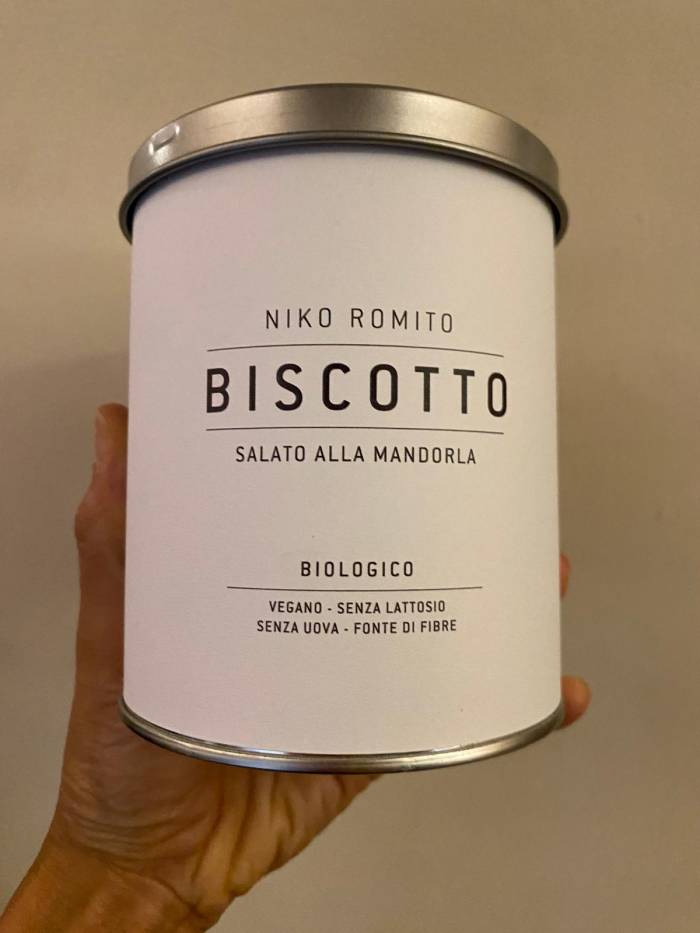 NIKO ROMITO
BISCOTTO
SALATO ALLA MANDORLA
BIOLOGICO
VEGANO - SENZA LATTOSIO
SENZA UOVA - FONTE DI FIBRE